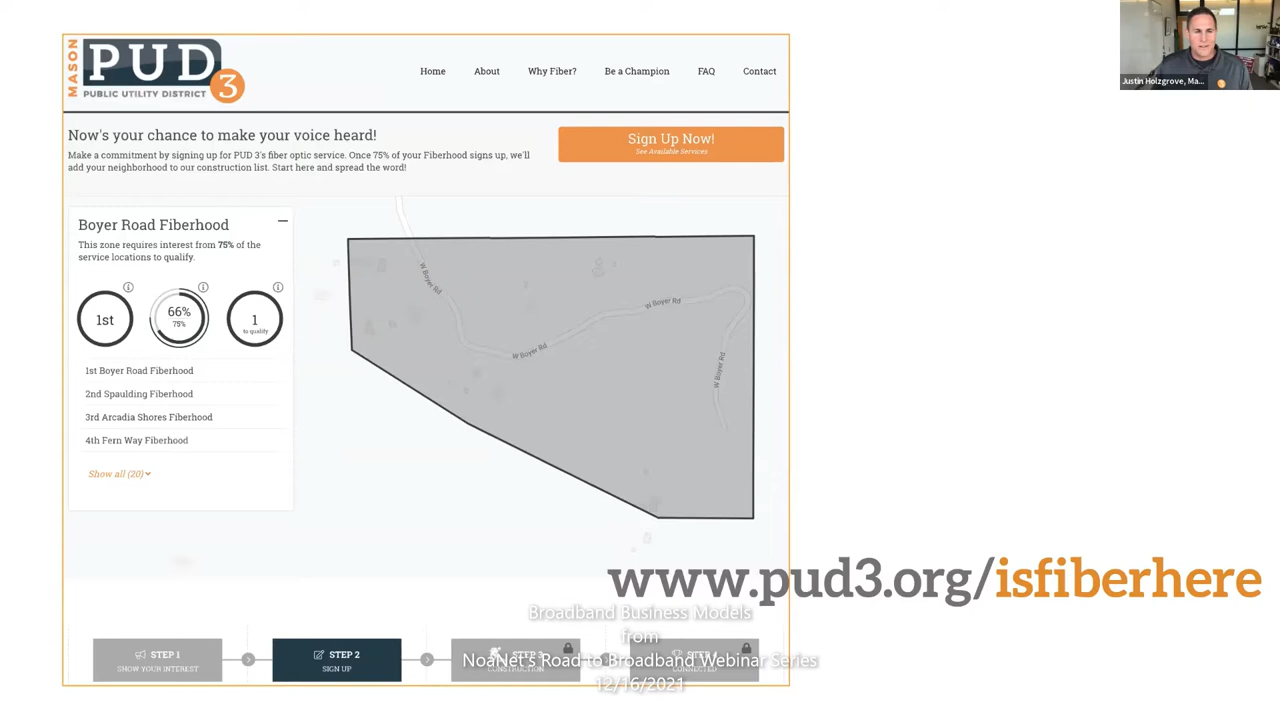 MASON
PUD
3
PUBLIC UTILITY DISTRICT
Home
About
Why Fiber?
Be a Champion
FAQ
Contact
Justin Holzgrove, Ma...
3
Now's your chance to make your voice heard!
Make a commitment by signing up for PUD 3's fiber optic service. Once 75% of your Fiberhood signs up, we'll
add your neighborhood to our construction list. Start here and spread the word!
Sign Up Now!
See Available Services
Boyer Road Fiberhood
This zone requires interest from 75% of the
service locations to qualify.
1st
66%
75%
1
to qualify
1st Boyer Road Fiberhood
2nd Spaulding Fiberhood
3rd Arcadia Shores Fiberhood
4th Fern Way Fiberhood
Show all (20)
W Boyer Rd
W Boyer Rd
W Boyer Rd
W Boyer Rd
www.pud3.org/isfiberhere
STEP 1
SHOW YOUR INTEREST
STEP 2
SIGN UP
STEP 3
CONSTRUCTION
STEP 4
CONNECTED
Broadband Business Models
from
NoaNet's Road to Broadband Webinar Series
12/16/2021